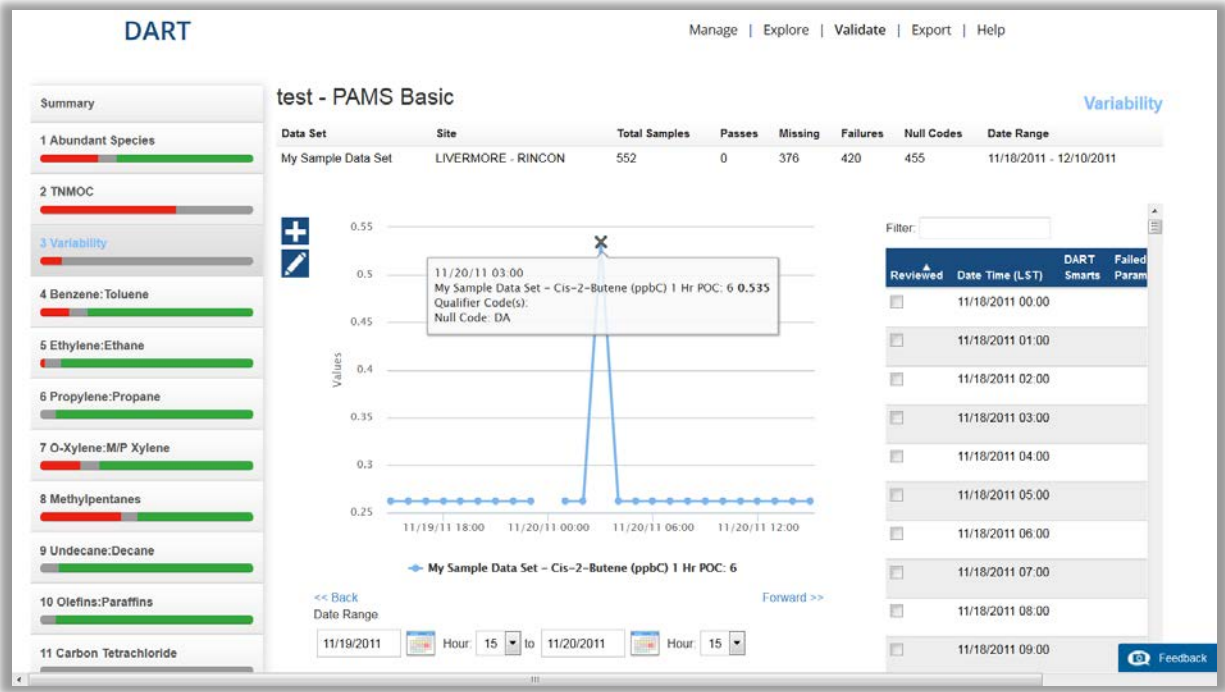 DART
Manage | Explore | Validate | Export | Help
Summary
1 Abundant Species
2 TNMOC
3 Variability
4 Benzene:Toluene
5 Ethylene:Ethane
6 Propylene:Propane
7 O-Xylene:M/P Xylene
8 Methylpentanes
9 Undecane:Decane
10 Olefins:Paraffins
11 Carbon Tetrachloride
test - PAMS Basic
Variability
Data Set Site Total Samples Passes Missing Failures Null Codes Date Range
My Sample Data Set LIVERMORE - RINCON 552 0 376 420 455 11/18/2011 - 12/10/2011
0.55
0.5
0.45
0.4
0.35
0.3
0.25
Values
11/20/11 03:00
My Sample Data Set – Cis–2–Butene (ppbC) 1 Hr POC: 6 0.535
Qualifier Code(s):
Null Code: DA
11/19/11 18:00 11/20/11 00:00 11/20/11 06:00 11/20/11 12:00
My Sample Data Set – Cis–2–Butene (ppbC) 1 Hr POC: 6
<< Back Forward >>
Date Range
11/19/2011 Hour: 15 to 11/20/2011 Hour: 15
Filter:
Reviewed Date Time (LST) DART Smarts Failed Param
11/18/2011 00:00
11/18/2011 01:00
11/18/2011 02:00
11/18/2011 03:00
11/18/2011 04:00
11/18/2011 05:00
11/18/2011 06:00
11/18/2011 07:00
11/18/2011 08:00
11/18/2011 09:00
Feedback